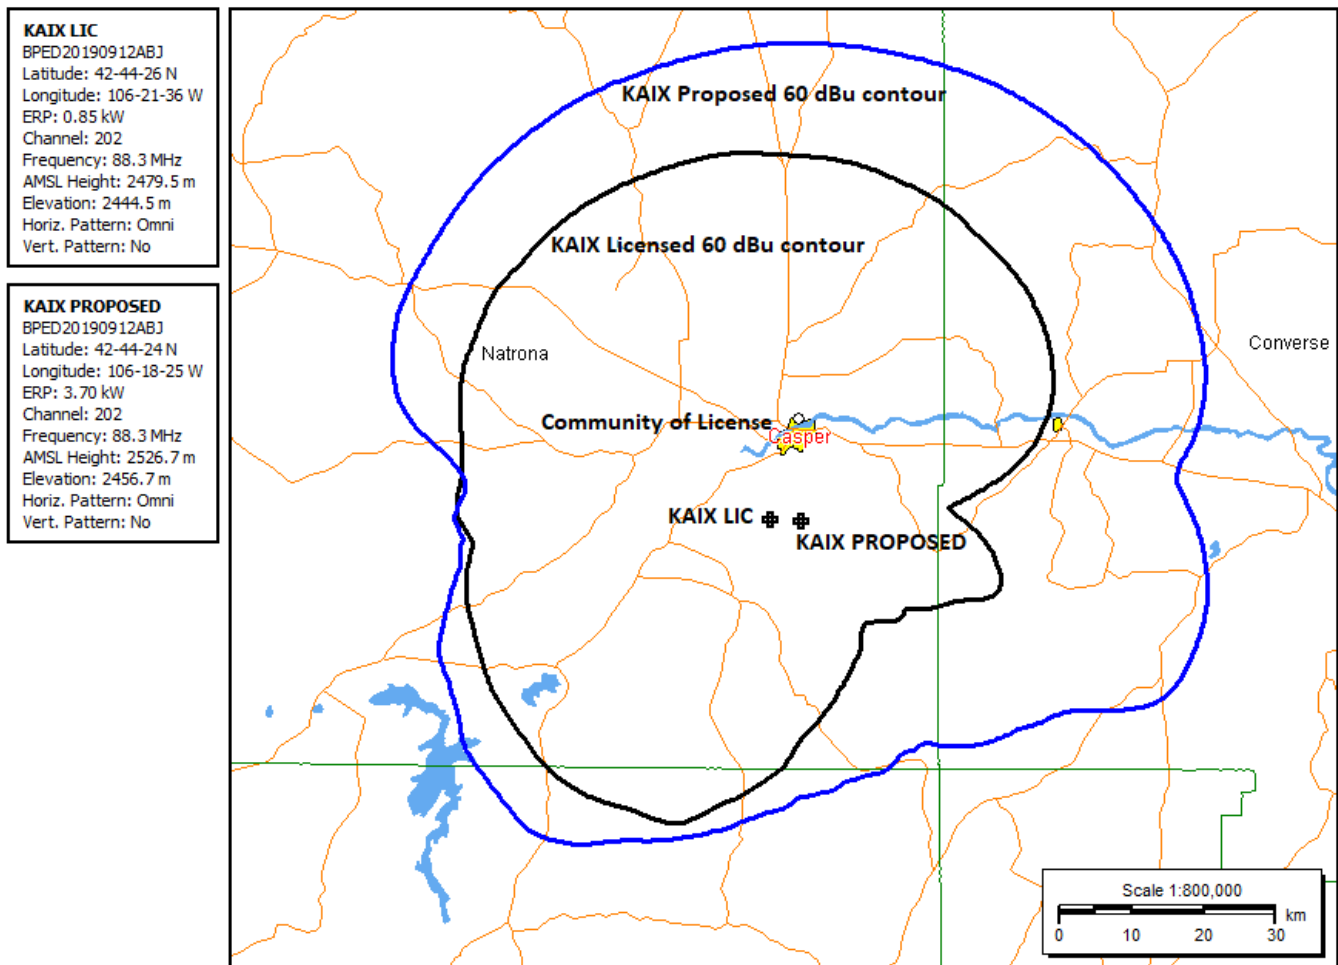 KAIX LIC
BPED20190912ABJ
Latitude: 42-44-26 N
Longitude: 106-21-36 W
ERP: 0.85 kW
Channel: 202
Frequency: 88.3 MHz
AMSL Height: 2479.5 m
Elevation: 2444.5 m
Horiz. Pattern: Omni
Vert. Pattern: No
KAIX PROPOSED
BPED20190912ABJ
Latitude: 42-44-24 N
Longitude: 106-18-25 W
ERP: 3.70 kW
Channel: 202
Frequency: 88.3 MHz
AMSL Height: 2526.7 m
Elevation: 2456.7 m
Horiz. Pattern: Omni
Vert. Pattern: No
KAIX Proposed 60 dBu contour
KAIX Licensed 60 dBu contour
Natrona
Converse
Community of License
Casper
KAIX LIC
KAIX PROPOSED
Scale 1:800,000
km
0 10 20 30